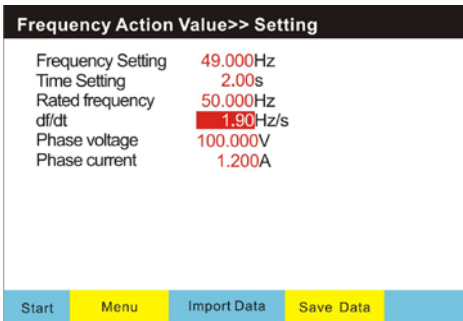 Frequency Action Value>> Setting
Frequency Setting 49.000Hz
Time Setting 2.00s
Rated frequency 50.000Hz
df/dt 1.90Hz/s
Phase voltage 100.000V
Phase current 1.200A
Start Menu Import Data Save Data